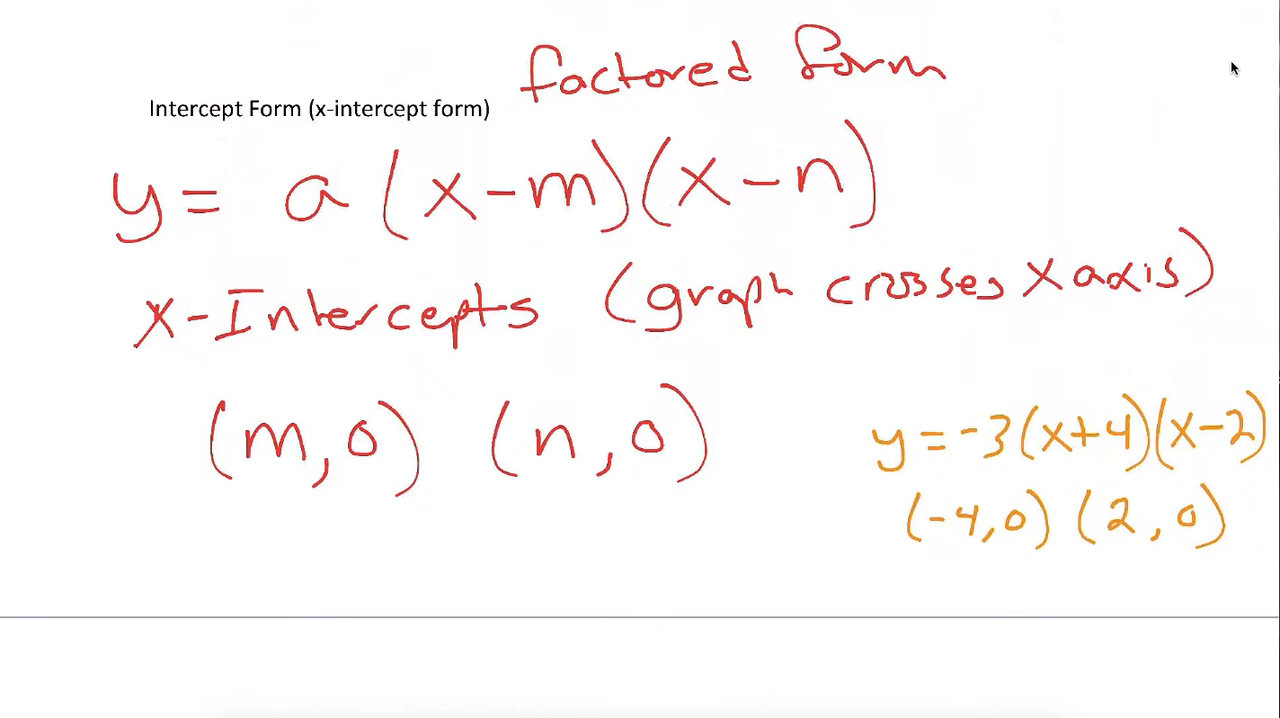 factored form
Intercept Form (x-intercept form)
y = a (x-m)(x-n)
x-Intercepts (graph crosses x axis)
(m,0) (n,0)
y = -3(x+4)(x-2)
(-4,0) (2,0)